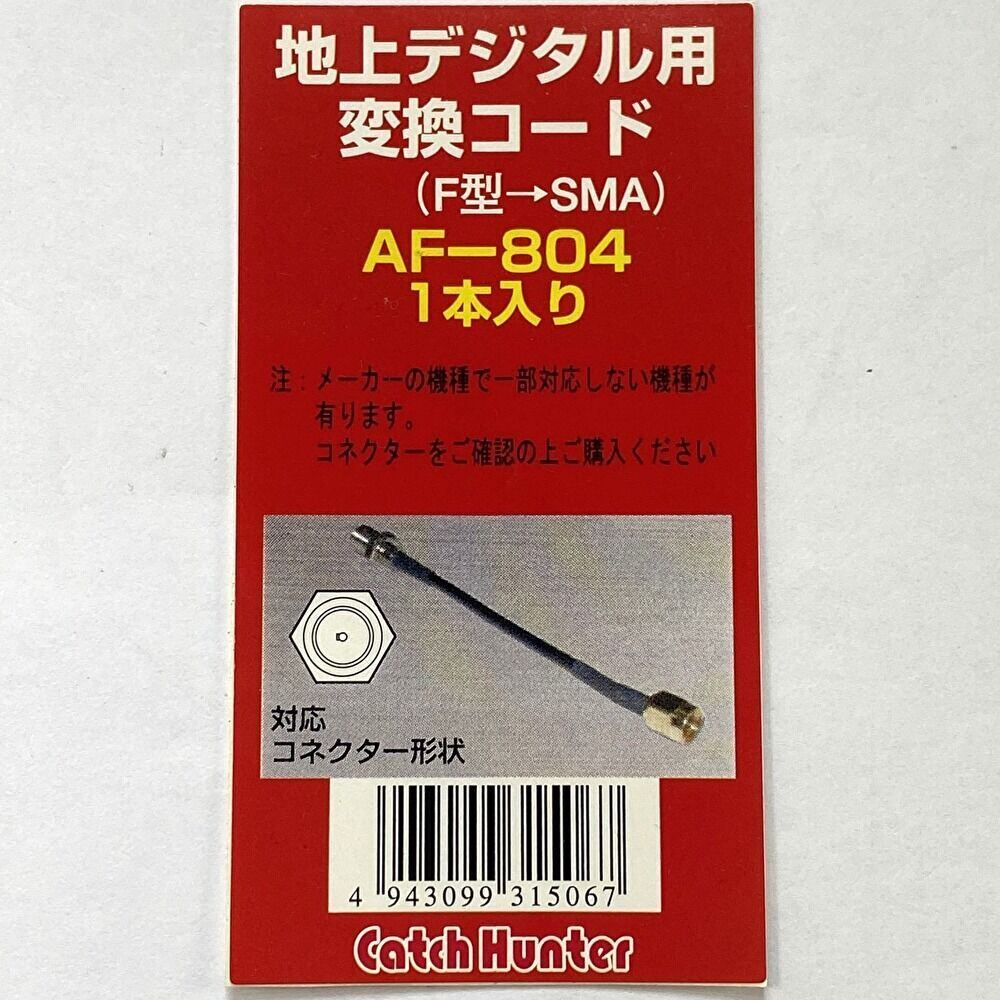 地上デジタル用
変換コード
（F型→SMA）
AF－804
1本入り
注：メーカーの機種で一部対応しない機種が
有ります。
コネクターをご確認の上ご購入ください
対応
コネクター形状
4 943099 315067
Catch Hunter